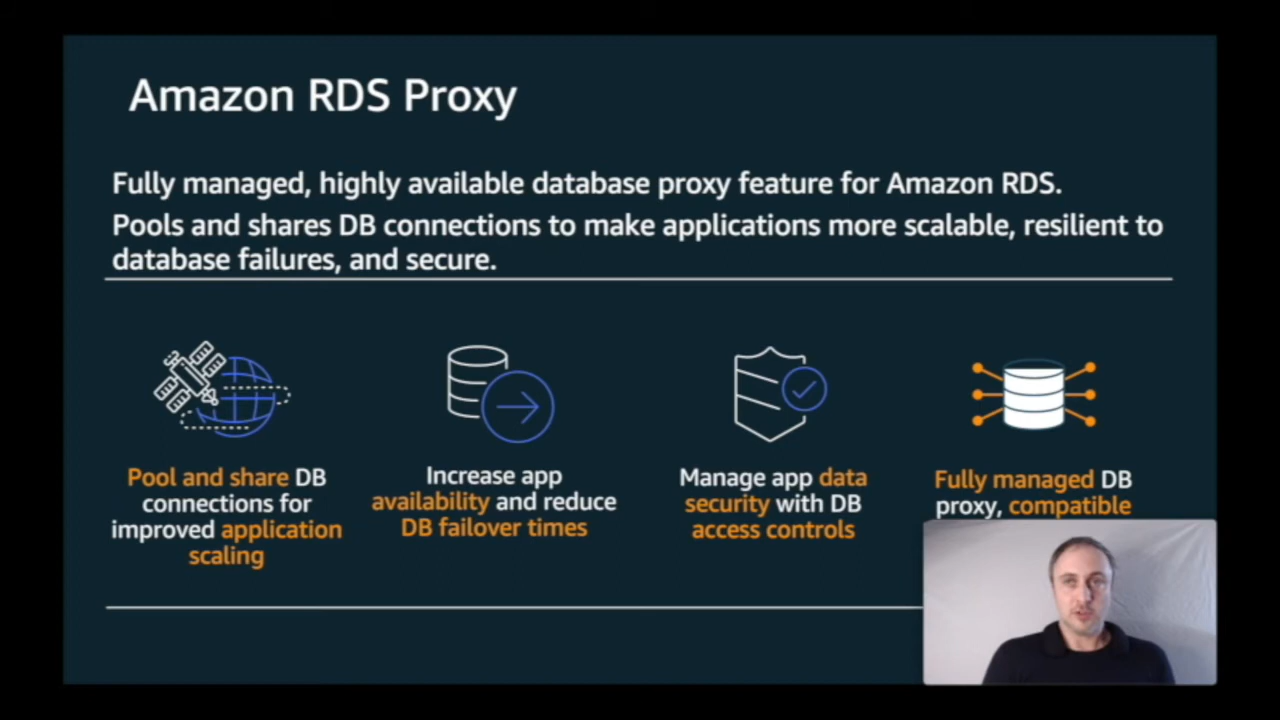 Amazon RDS Proxy
Fully managed, highly available database proxy feature for Amazon RDS.
Pools and shares DB connections to make applications more scalable, resilient to
database failures, and secure.
Pool and share DB
connections for
improved application
scaling
Increase app
availability and reduce
DB failover times
Manage app data
security with DB
access controls
Fully managed DB
proxy, compatible